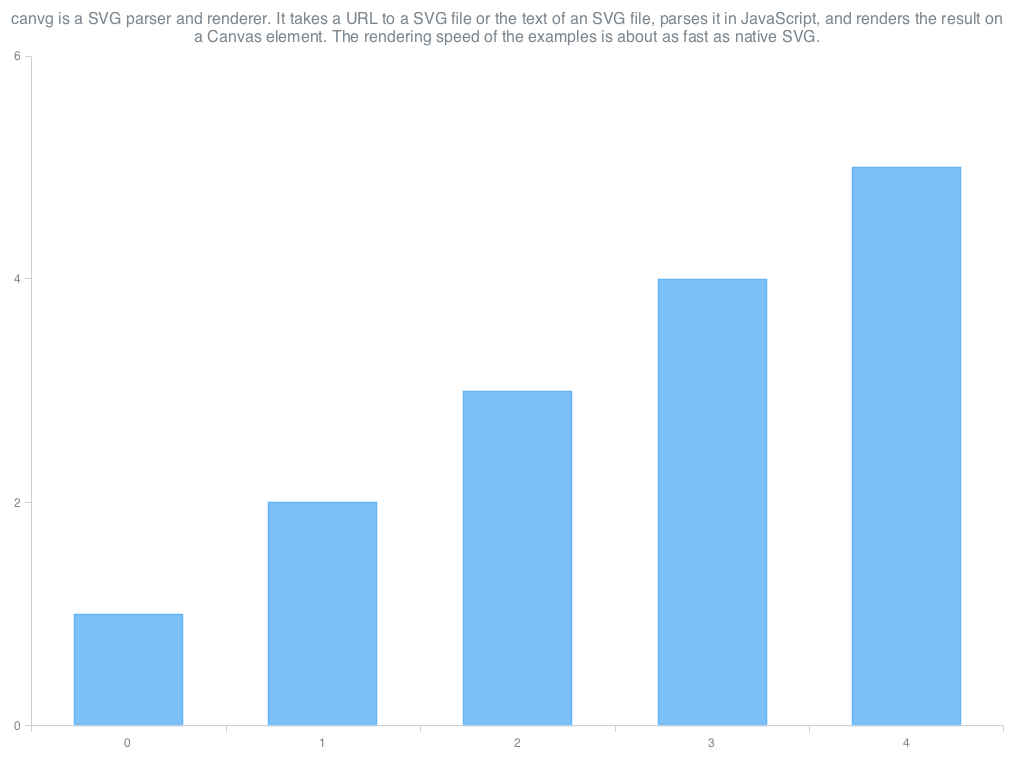 canvg is a SVG parser and renderer. It takes a URL to a SVG file or the text of an SVG file, parses it in JavaScript, and renders the result on
a Canvas element. The rendering speed of the examples is about as fast as native SVG.
6
4
2
0
0 1 2 3 4